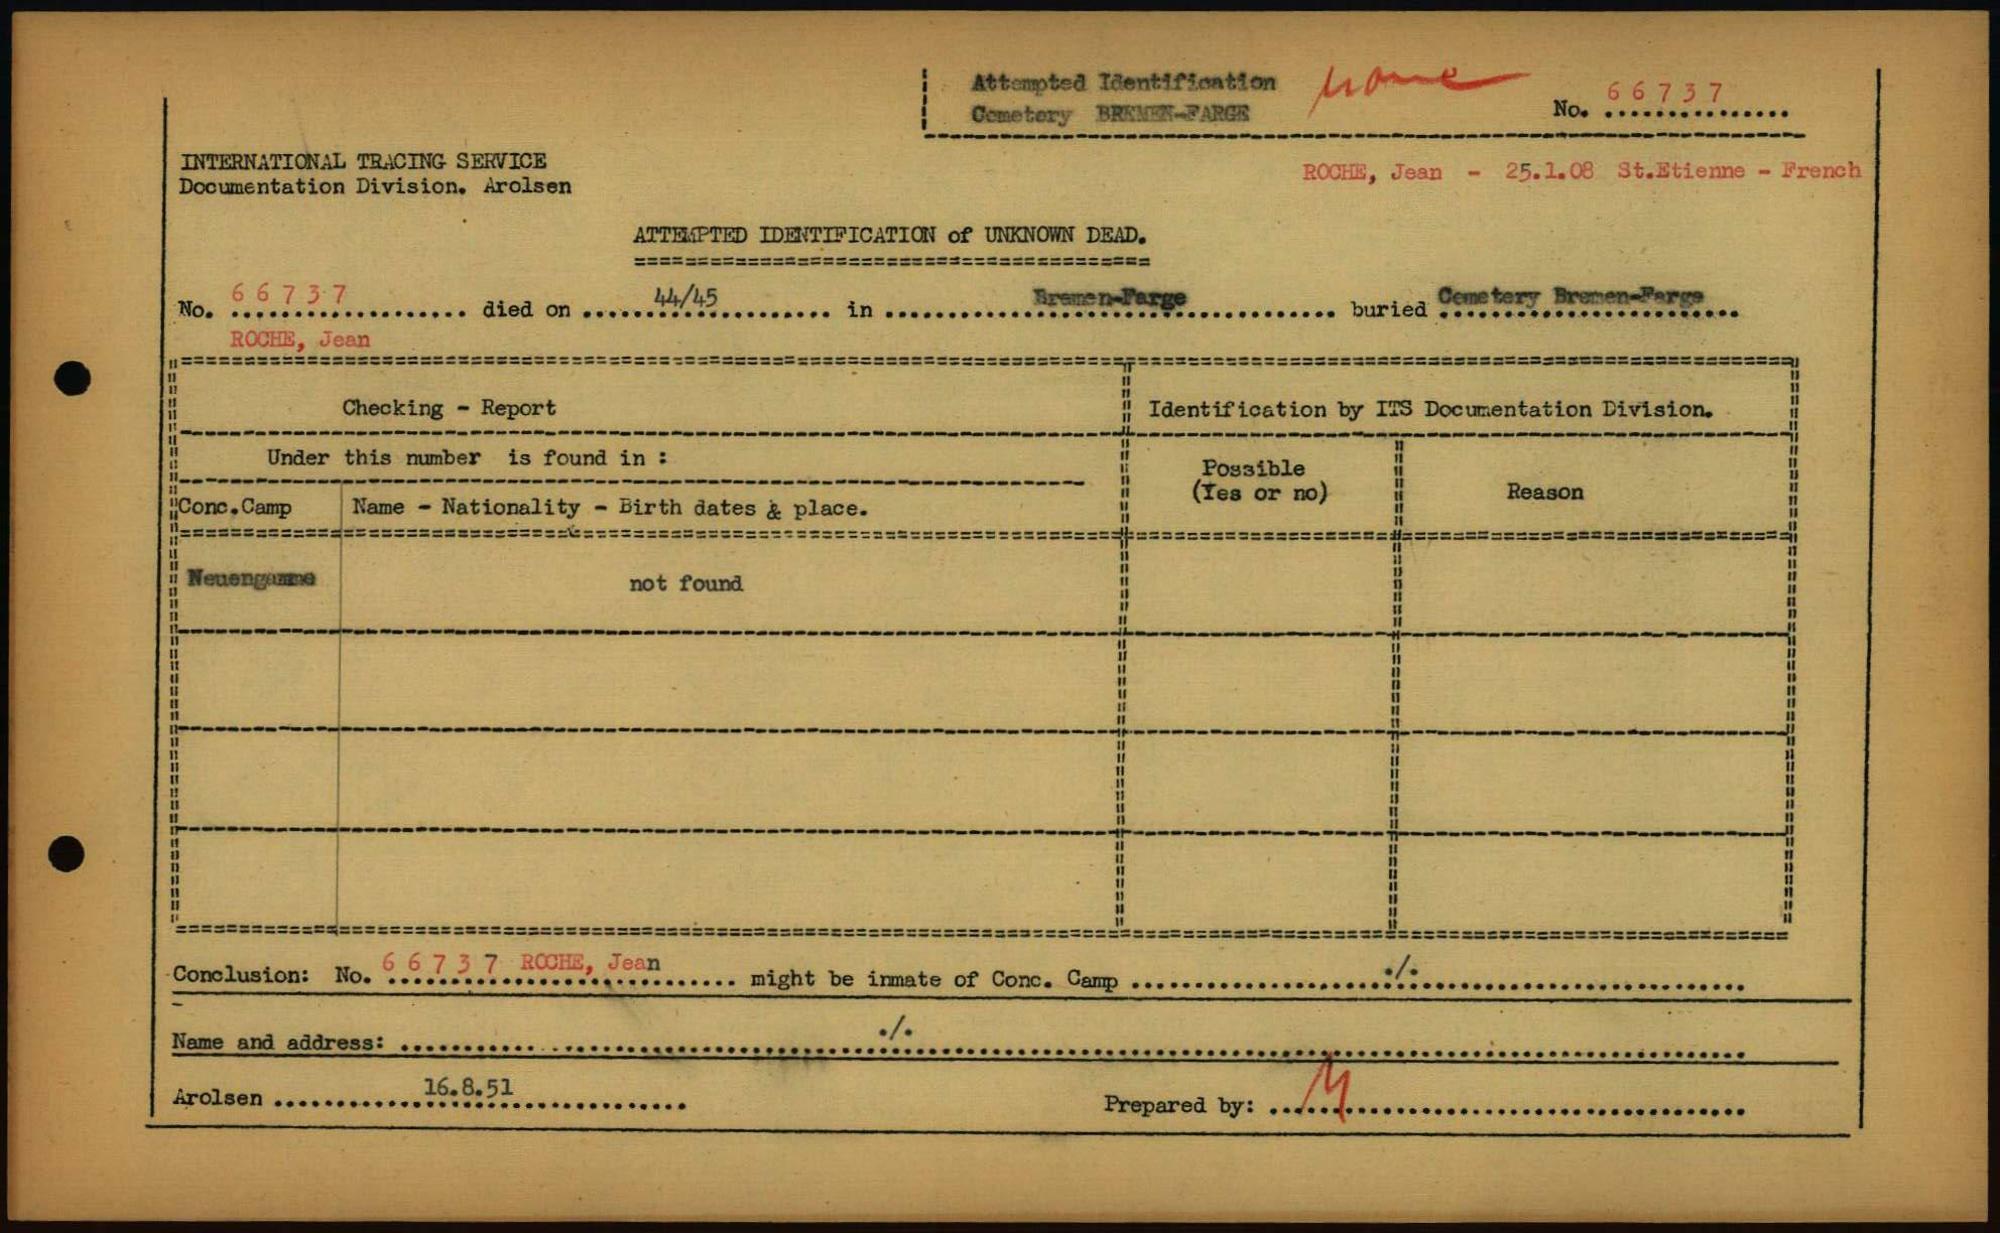 Attempted Identification
Cemetery BREMEN-FARGE
No. 66737
INTERNATIONAL TRACING SERVICE
Documentation Division. Arolsen
ROCHE, Jean - 25.1.08 St.Etienne - French
ATTEMPTED IDENTIFICATION of UNKNOWN DEAD.
No. 66737 died on 44/45 in Bremen-Farge buried Cemetery Bremen-Farge
ROCHE, Jean
Checking - Report
Identification by ITS Documentation Division.
Under this number is found in :
Possible
(Yes or no)
Reason
Conc.Camp
Name - Nationality - Birth dates & place.
Neuengamme
not found
Conclusion: No. 66737 ROCHE, Jean might be inmate of Conc. Camp ./.
Name and address: ./.
Arolsen 16.8.51
Prepared by: